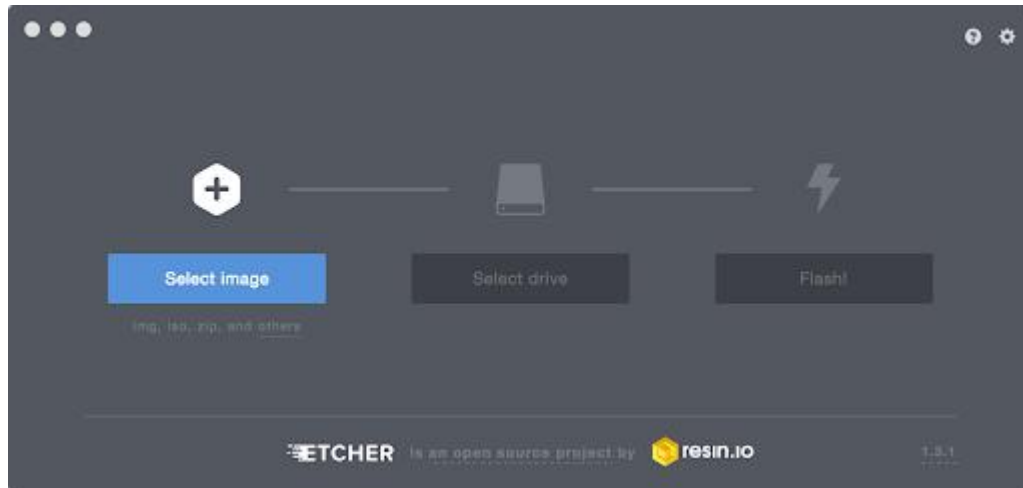 Select image
Select drive
Flash!
img, iso, zip, and others
ETCHER is an open source project by resin.io
1.3.1